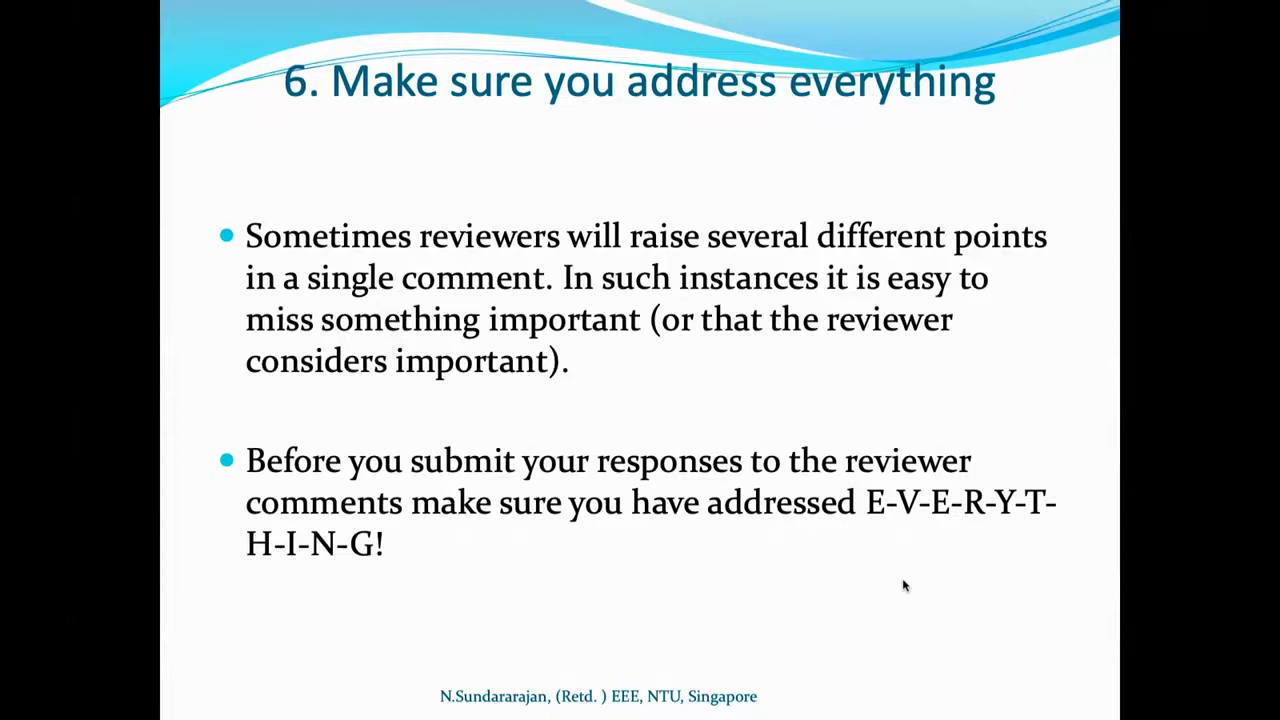 6. Make sure you address everything
Sometimes reviewers will raise several different points
in a single comment. In such instances it is easy to
miss something important (or that the reviewer
considers important).
Before you submit your responses to the reviewer
comments make sure you have addressed E-V-E-R-Y-T-
H-I-N-G!
N.Sundararajan, (Retd. ) EEE, NTU, Singapore